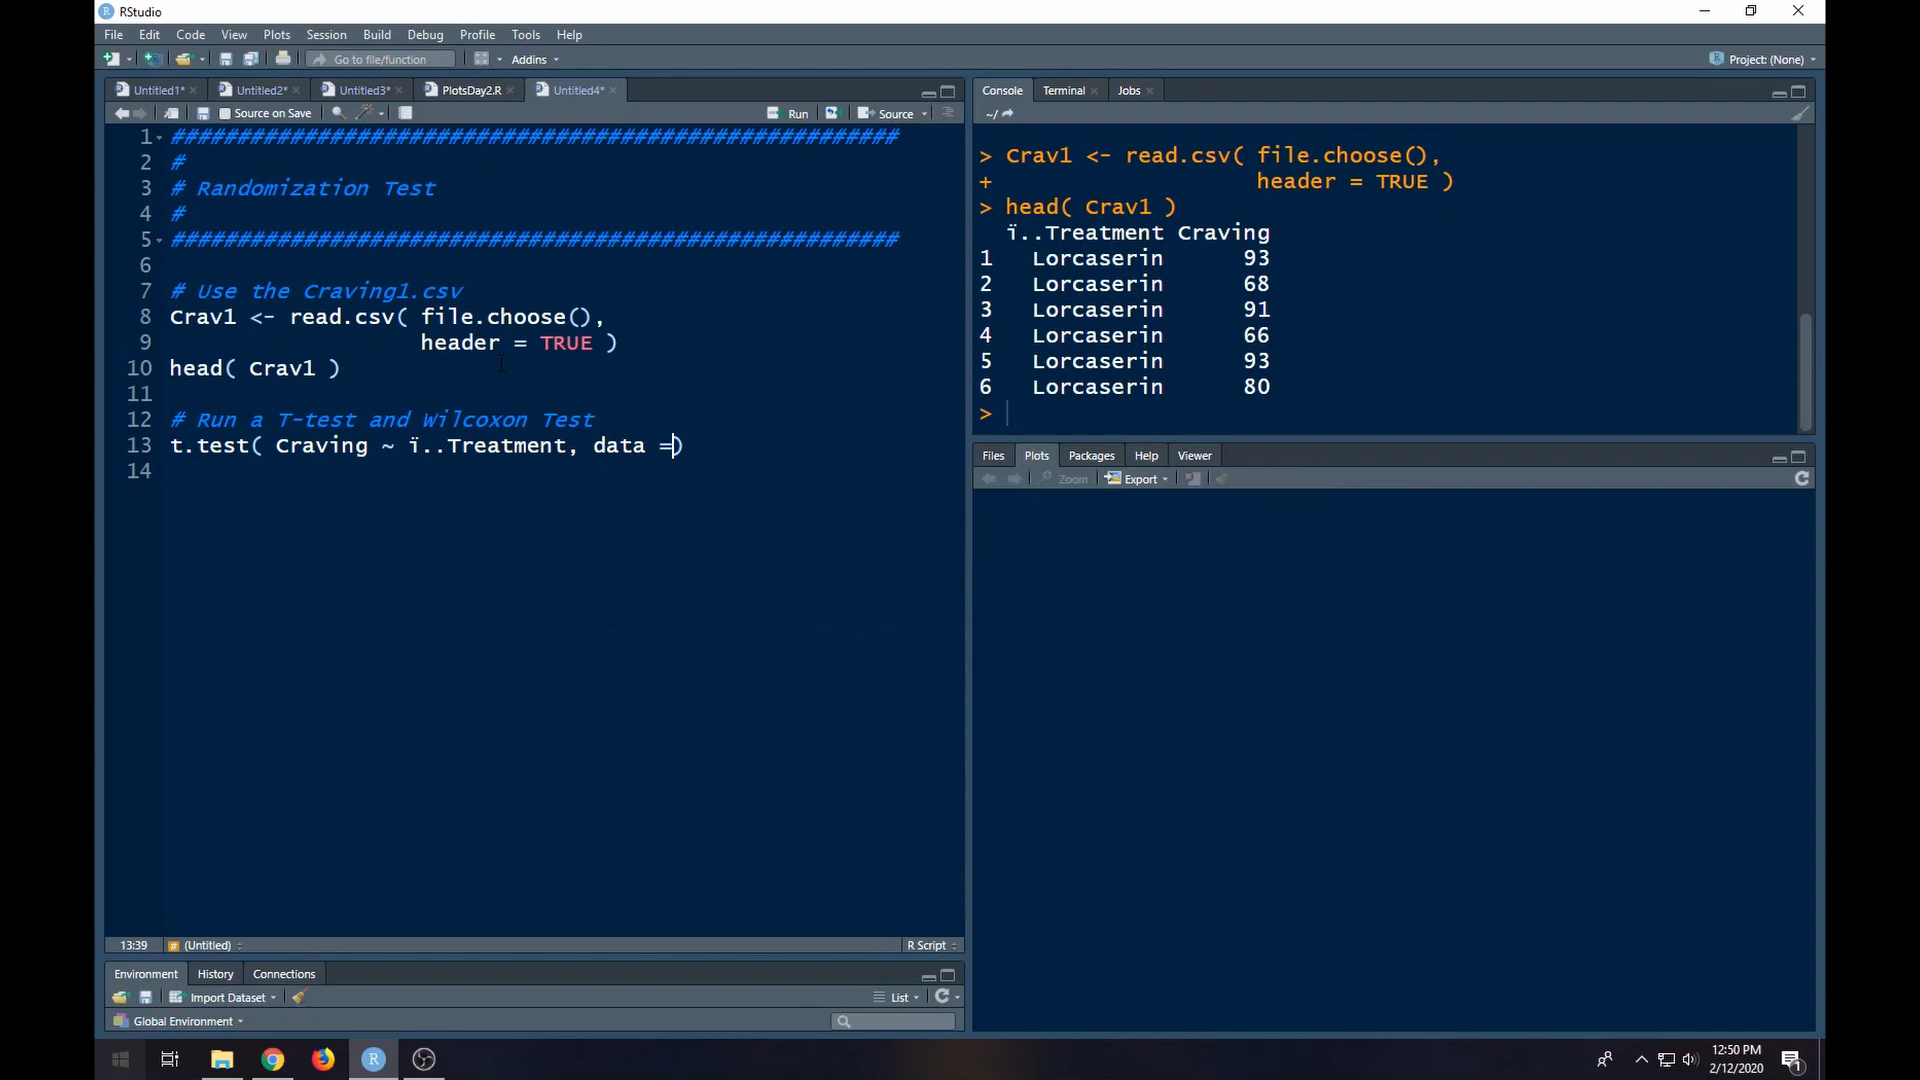 RStudio
File Edit Code View Plots Session Build Debug Profile Tools Help
Go to file/function Addins Project: (None)
Untitled1* Untitled2* Untitled3* PlotsDay2.R Untitled4*
Source on Save Run Source
1 #######################################################
2 #
3 # Randomization Test
4 #
5 #######################################################
6
7 # Use the Craving1.csv
8 Crav1 <- read.csv( file.choose(),
9 header = TRUE )
10 head( Crav1 )
11
12 # Run a T-test and Wilcoxon Test
13 t.test( Craving ~ ï..Treatment, data =)
14
13:39 (Untitled) R Script
Environment History Connections
Import Dataset List
Global Environment
Console Terminal Jobs
~/
> Crav1 <- read.csv( file.choose(),
+ header = TRUE )
> head( Crav1 )
ï..Treatment Craving
1 Lorcaserin 93
2 Lorcaserin 68
3 Lorcaserin 91
4 Lorcaserin 66
5 Lorcaserin 93
6 Lorcaserin 80
>
Files Plots Packages Help Viewer
Zoom Export
12:50 PM
2/12/2020
1